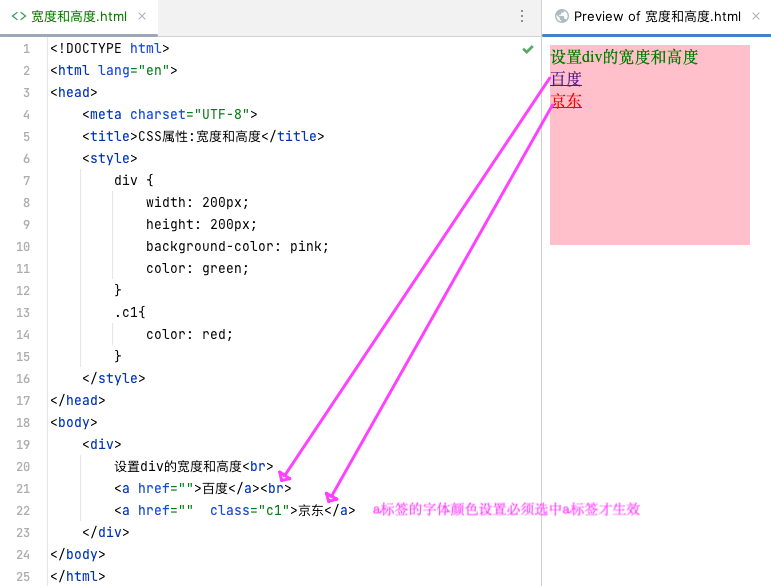 宽度和高度.html
Preview of 宽度和高度.html
1 <!DOCTYPE html>
2 <html lang="en">
3 <head>
4 <meta charset="UTF-8">
5 <title>CSS属性:宽度和高度</title>
6 <style>
7 div {
8 width: 200px;
9 height: 200px;
10 background-color: pink;
11 color: green;
12 }
13 .c1{
14 color: red;
15 }
16 </style>
17 </head>
18 <body>
19 <div>
20 设置div的宽度和高度<br>
21 <a href="">百度</a><br>
22 <a href="" class="c1">京东</a> a标签的字体颜色设置必须选中a标签才生效
23 </div>
24 </body>
25 </html>
设置div的宽度和高度
百度
京东